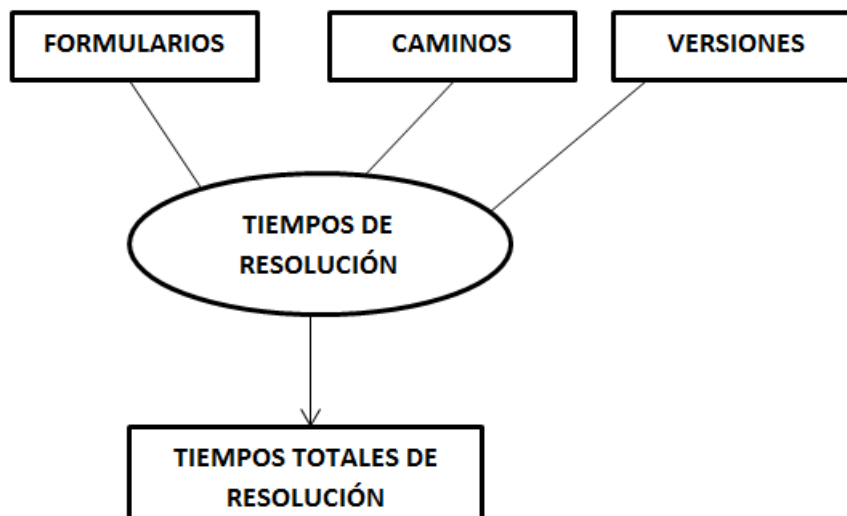 FORMULARIOS
CAMINOS
VERSIONES
TIEMPOS DE
RESOLUCIÓN
TIEMPOS TOTALES DE
RESOLUCIÓN